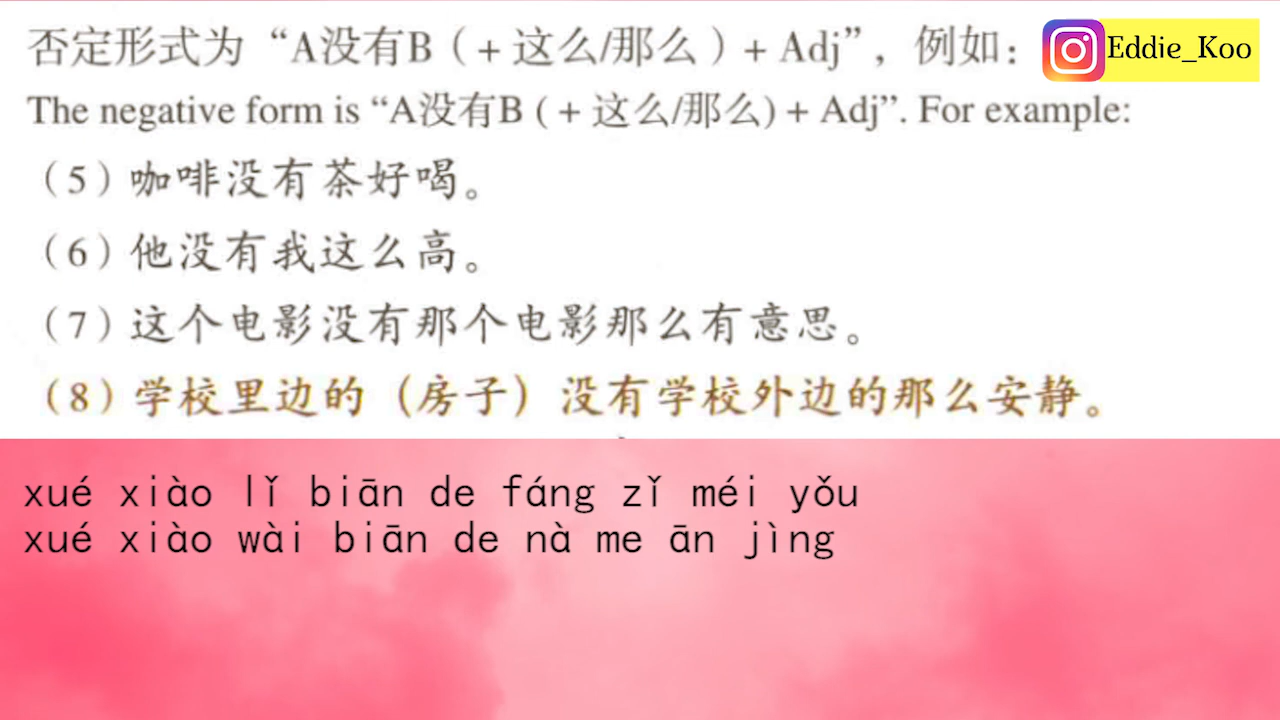 否定形式为“A没有B（+ 这么/那么）+ Adj”，例如：
Eddie_Koo
The negative form is “A没有B (+ 这么/那么) + Adj”. For example:
（5）咖啡没有茶好喝。
（6）他没有我这么高。
（7）这个电影没有那个电影那么有意思。
（8）学校里边的（房子）没有学校外边的那么安静。
xué xiào lǐ biān de fáng zǐ méi yǒu
xué xiào wài biān de nà me ān jìng